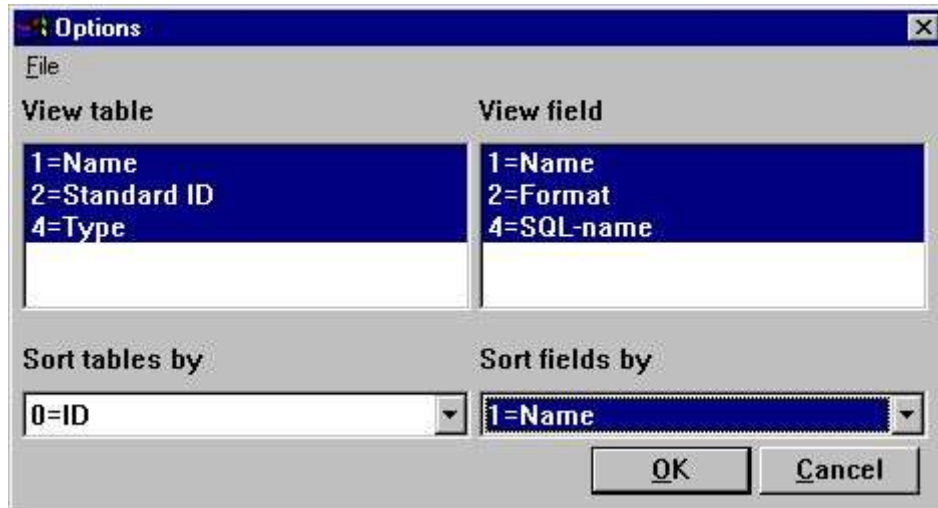 Options
File
View table
View field
1=Name
2=Standard ID
4=Type
1=Name
2=Format
4=SQL-name
Sort tables by
Sort fields by
0=ID
1=Name
OK
Cancel